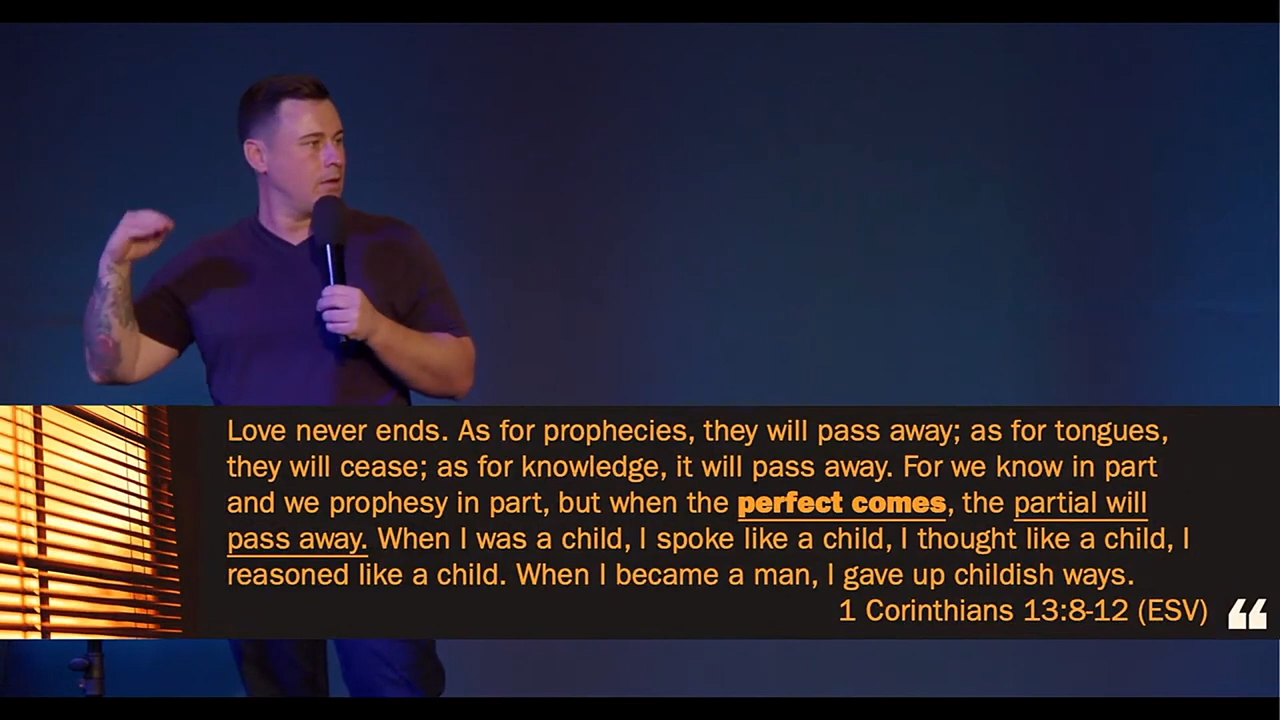 Love never ends. As for prophecies, they will pass away; as for tongues,
they will cease; as for knowledge, it will pass away. For we know in part
and we prophesy in part, but when the perfect comes, the partial will
pass away. When I was a child, I spoke like a child, I thought like a child, I
reasoned like a child. When I became a man, I gave up childish ways.
1 Corinthians 13:8-12 (ESV) “